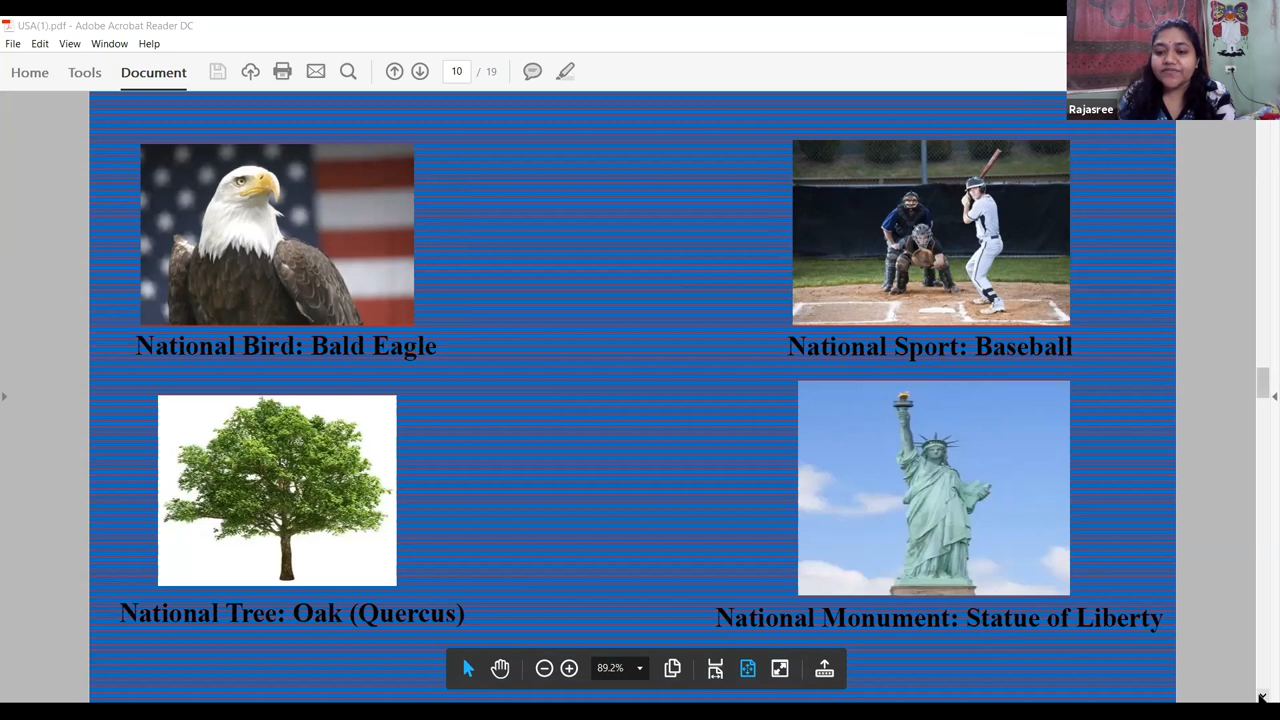 USA(1).pdf - Adobe Acrobat Reader DC
File Edit View Window Help
Home Tools Document 10 / 19
Rajasree
National Bird: Bald Eagle
National Sport: Baseball
National Tree: Oak (Quercus)
National Monument: Statue of Liberty
89.2%